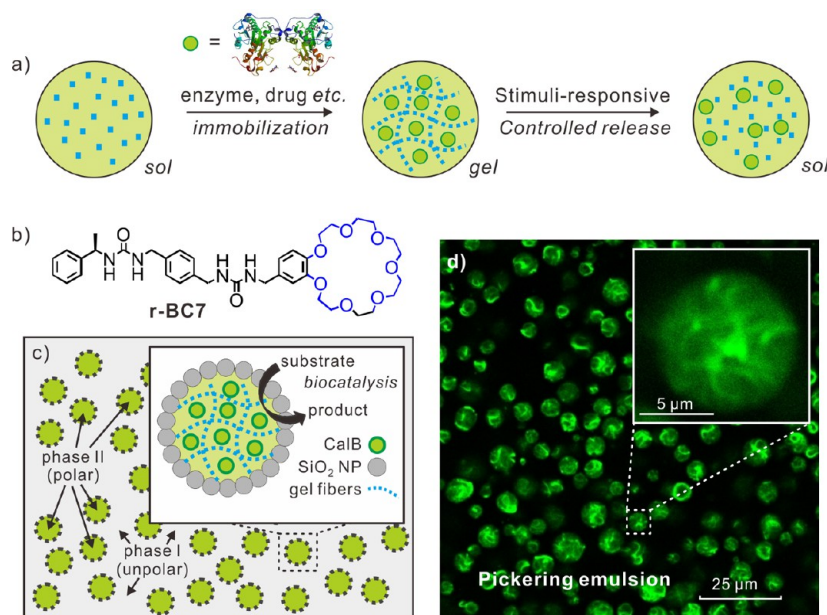 a)
=
enzyme, drug etc.
immobilization
Stimuli-responsive
Controlled release
sol
gel
sol
b)
O
N H
N H
O
N H
N H
O
O
O
O
O
O
O
r-BC7
c)
substrate
biocatalysis
product
CalB
SiO2 NP
gel fibers
phase II
(polar)
phase I
(unpolar)
d)
5 µm
Pickering emulsion
25 µm